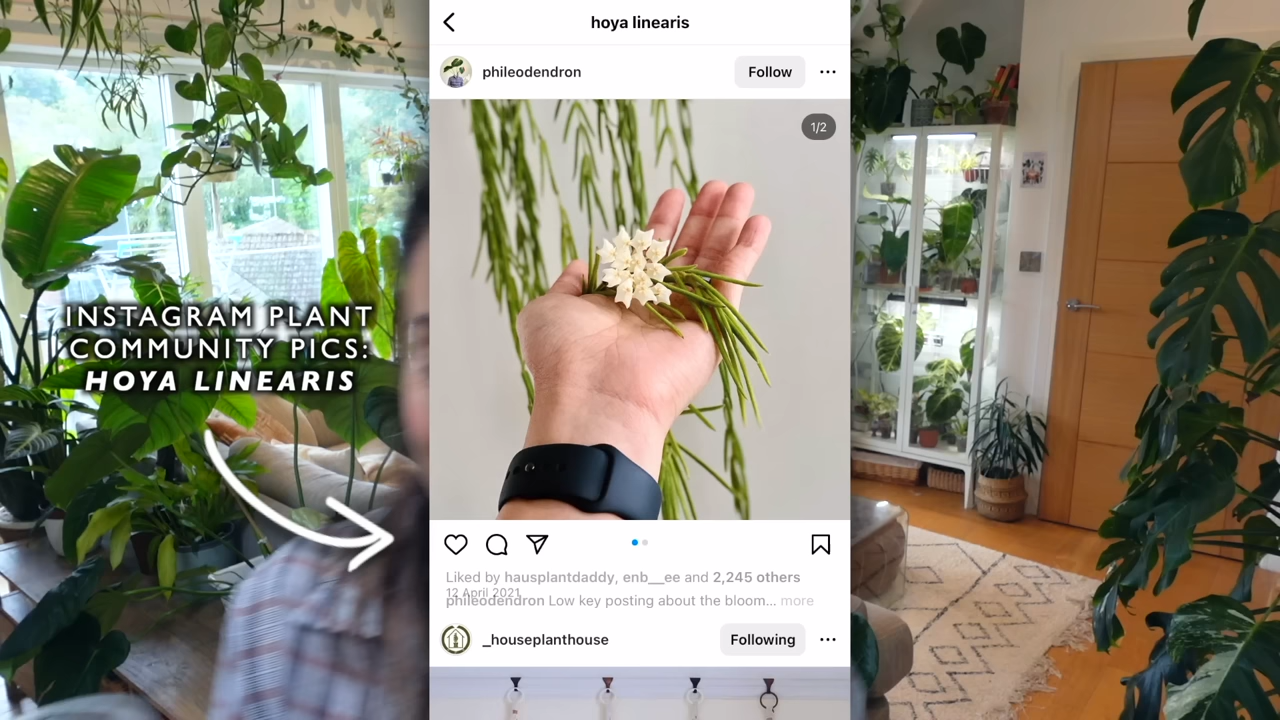 INSTAGRAM PLANT
COMMUNITY PICS:
HOYA LINEARIS
hoya linearis
phileodendron
Follow
1/2
Liked by hausplantdaddy, enb__ee and 2,245 others
12 April 2021
phileodendron Low key posting about the bloom... more
_houseplanthouse
Following